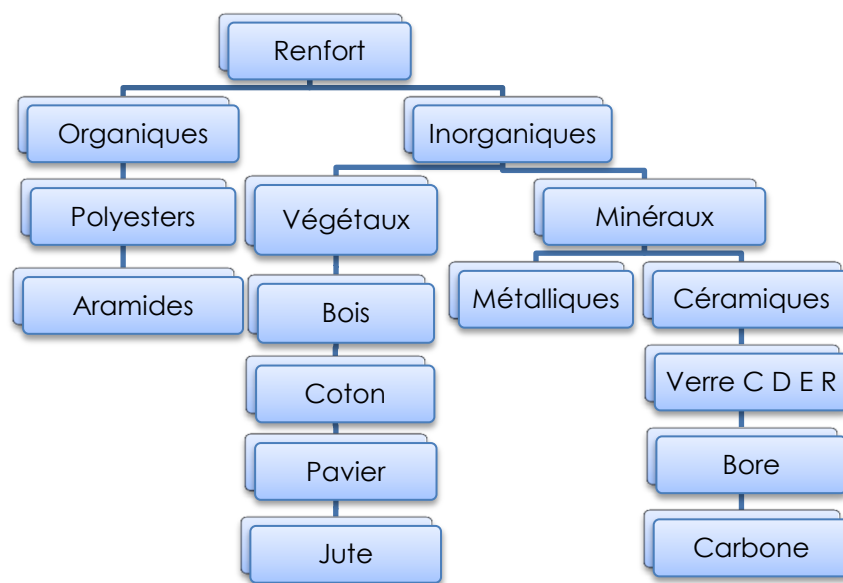 Renfort
Organiques
Inorganiques
Polyesters
Végétaux
Minéraux
Aramides
Bois
Métalliques
Céramiques
Coton
Verre C D E R
Pavier
Bore
Jute
Carbone